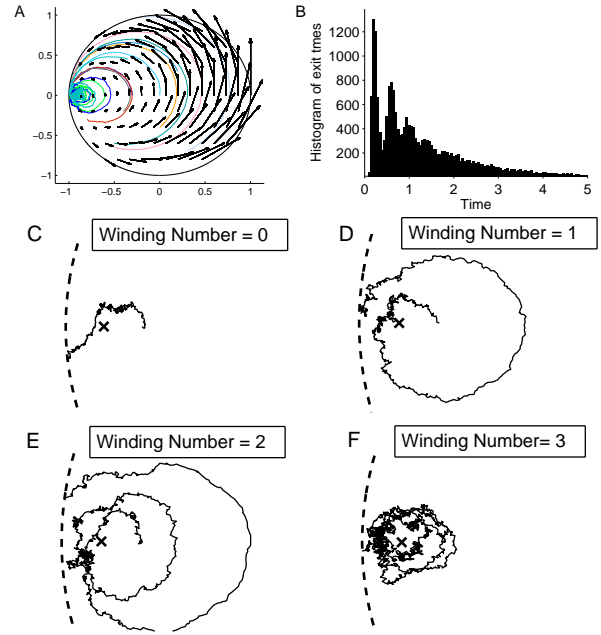 A
1
0.5
0
−0.5
−1
−1
−0.5
0
0.5
1
B
Histogram of exit tmes
1200
1000
800
600
400
200
0
1
2
3
4
5
Time
C
Winding Number = 0
D
Winding Number = 1
E
Winding Number = 2
F
Winding Number= 3